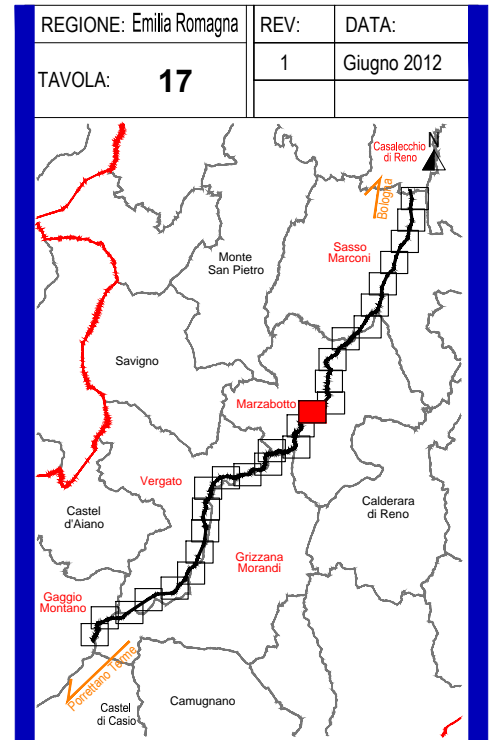 REGIONE: Emilia Romagna
REV:
DATA:
TAVOLA: 17
1
Giugno 2012
Casalecchio
di Reno
N
Bologna
Sasso
Marconi
Monte
San Pietro
Savigno
Marzabotto
Vergato
Castel
d'Aiano
Calderara
di Reno
Grizzana
Morandi
Gaggio
Montano
Porrettano Terme
Castel
di Casio
Camugnano